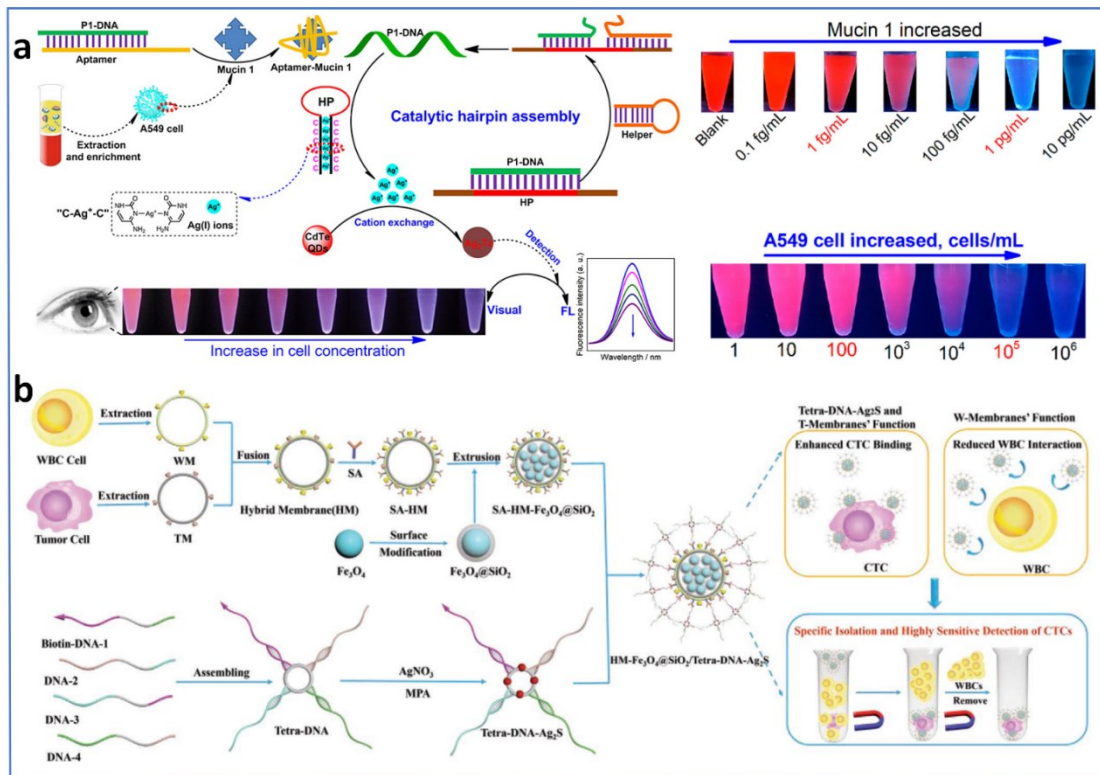 a
P1-DNA
Aptamer
Mucin 1
Aptamer-Mucin 1
A549 cell
Extraction
and enrichment
"C-Ag⁺-C"
Ag⁺
Ag(I) ions
HP
P1-DNA
Catalytic hairpin assembly
Helper
P1-DNA
HP
Ag⁺
Cation exchange
CdTe
QDs
Detection
Visual
FL
Fluorescence intensity (a. u.)
Wavelength / nm
Increase in cell concentration
Mucin 1 increased
Blank
0.1 fg/mL
1 fg/mL
10 fg/mL
100 fg/mL
1 pg/mL
10 pg/mL
A549 cell increased, cells/mL
1 10 100 10³ 10⁴ 10⁵ 10⁶
b
WBC Cell
Extraction
WM
Tumor Cell
Extraction
TM
Fusion
Hybrid Membrane(HM)
SA
SA-HM
Extrusion
SA-HM-Fe₃O₄@SiO₂
Fe₃O₄
Surface
Modification
Fe₃O₄@SiO₂
Biotin-DNA-1
DNA-2
DNA-3
DNA-4
Assembling
Tetra-DNA
AgNO₃
MPA
Tetra-DNA-Ag₂S
HM-Fe₃O₄@SiO₂/Tetra-DNA-Ag₂S
Tetra-DNA-Ag₂S and
T-Membranes' Function
Enhanced CTC Binding
CTC
W-Membranes' Function
Reduced WBC Interaction
WBC
Specific Isolation and Highly Sensitive Detection of CTCs
WBCs
Remove